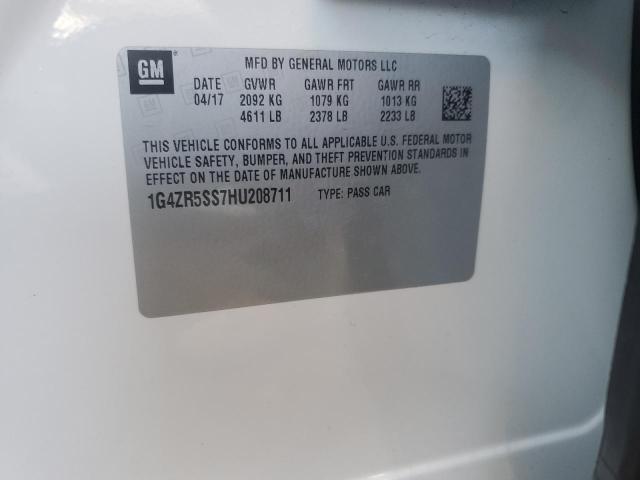 GM
MFD BY GENERAL MOTORS LLC
DATE GVWR GAWR FRT GAWR RR
04/17 2092 KG 1079 KG 1013 KG
4611 LB 2378 LB 2233 LB
THIS VEHICLE CONFORMS TO ALL APPLICABLE U.S. FEDERAL MOTOR
VEHICLE SAFETY, BUMPER, AND THEFT PREVENTION STANDARDS IN
EFFECT ON THE DATE OF MANUFACTURE SHOWN ABOVE.
1G4ZR5SS7HU208711 TYPE: PASS CAR